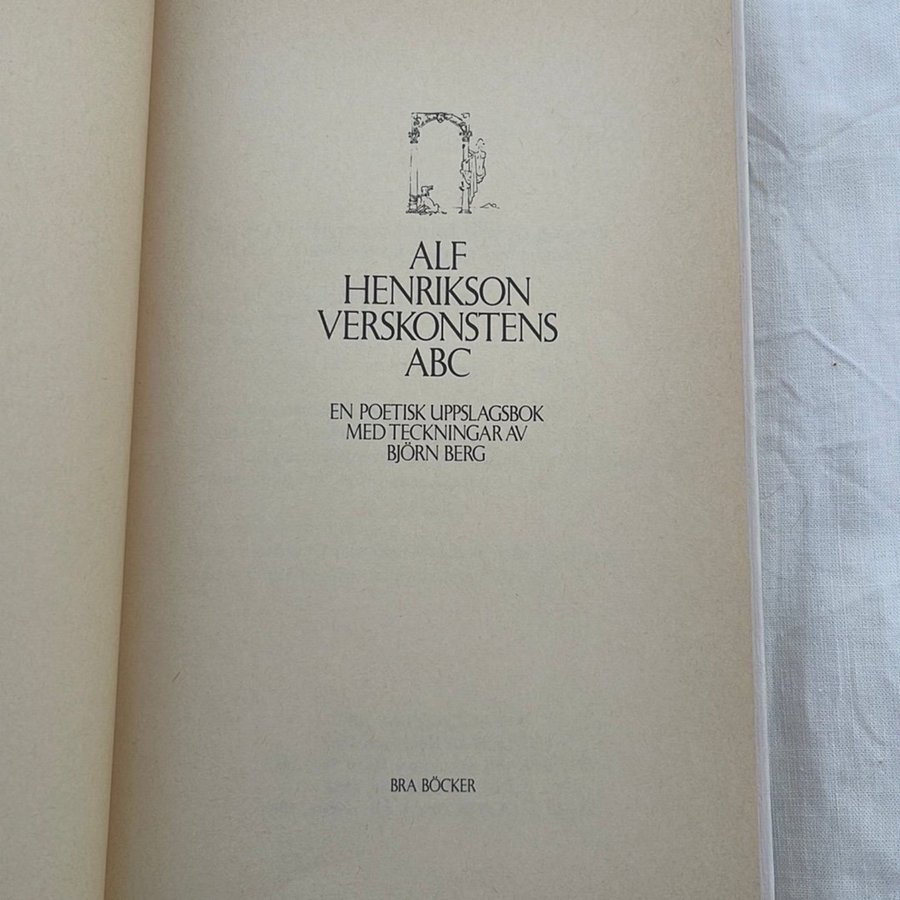 ALF
HENRIKSON
VERSKONSTENS
ABC
EN POETISK UPPSLAGSBOK
MED TECKNINGAR AV
BJÖRN BERG
BRA BÖCKER